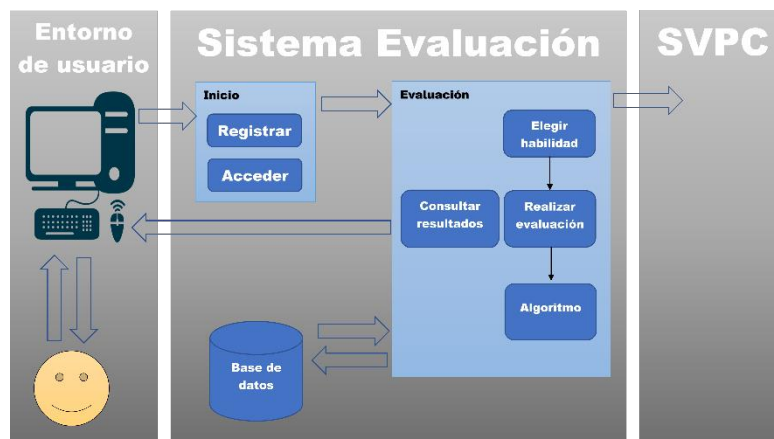 Entorno
de usuario
Sistema Evaluación
SVPC
Inicio
Registrar
Acceder
Evaluación
Elegir
habilidad
Consultar
resultados
Realizar
evaluación
Algoritmo
Base de
datos